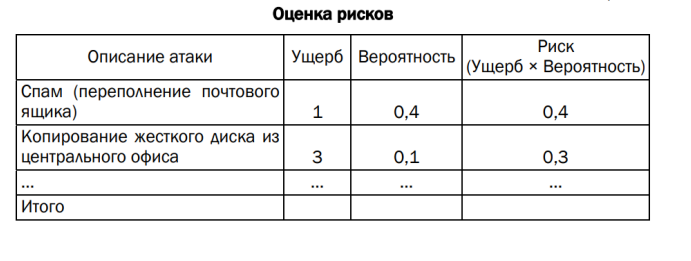 Оценка рисков
Описание атаки Ущерб Вероятность Риск
(Ущерб × Вероятность)
Спам (переполнение почтового
ящика) 1 0,4 0,4
Копирование жесткого диска из
центрального офиса 3 0,1 0,3
... ... ... ...
Итого